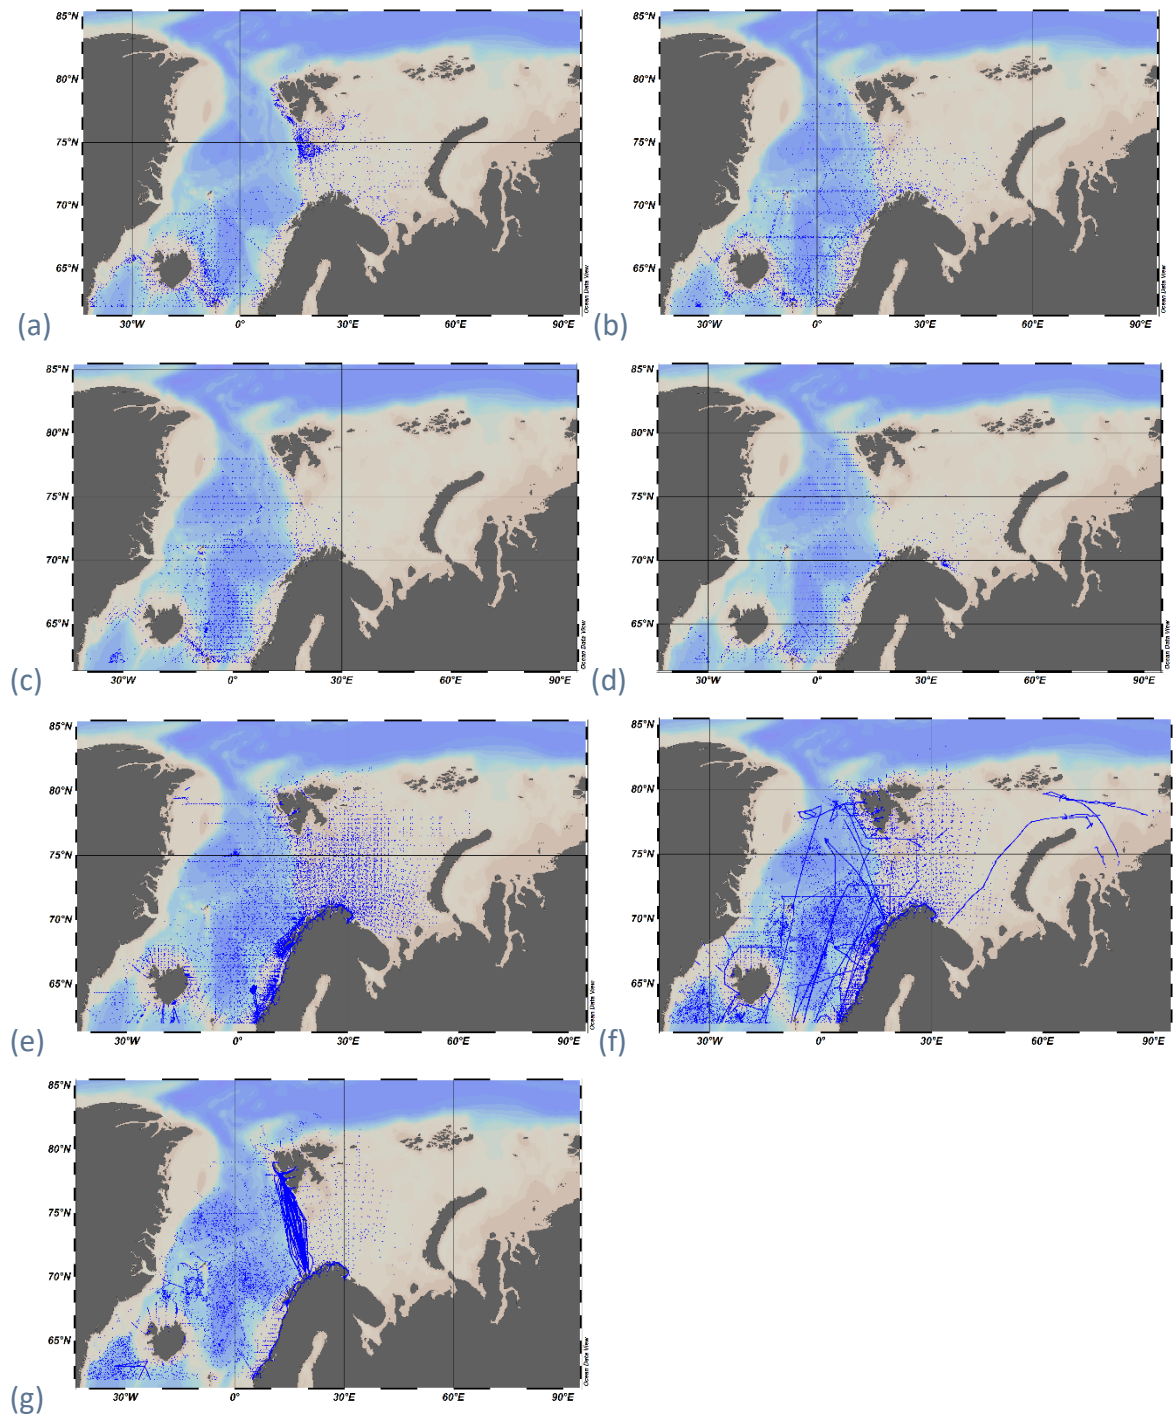 85°N 85°N
80°N 80°N
75°N 75°N
70°N 70°N
65°N 65°N
Ocean Data View Ocean Data View
(a) 30°W 0° 30°E 60°E 90°E (b) 30°W 0° 30°E 60°E 90°E
85°N 85°N
80°N 80°N
75°N 75°N
70°N 70°N
65°N 65°N
Ocean Data View Ocean Data View
(c) 30°W 0° 30°E 60°E 90°E (d) 30°W 0° 30°E 60°E 90°E
85°N 85°N
80°N 80°N
75°N 75°N
70°N 70°N
65°N 65°N
Ocean Data View
(e) 30°W 0° 30°E 60°E 90°E (f) 30°W 0° 30°E 60°E 90°E
85°N
80°N
75°N
70°N
65°N
Ocean Data View
(g) 30°W 0° 30°E 60°E 90°E